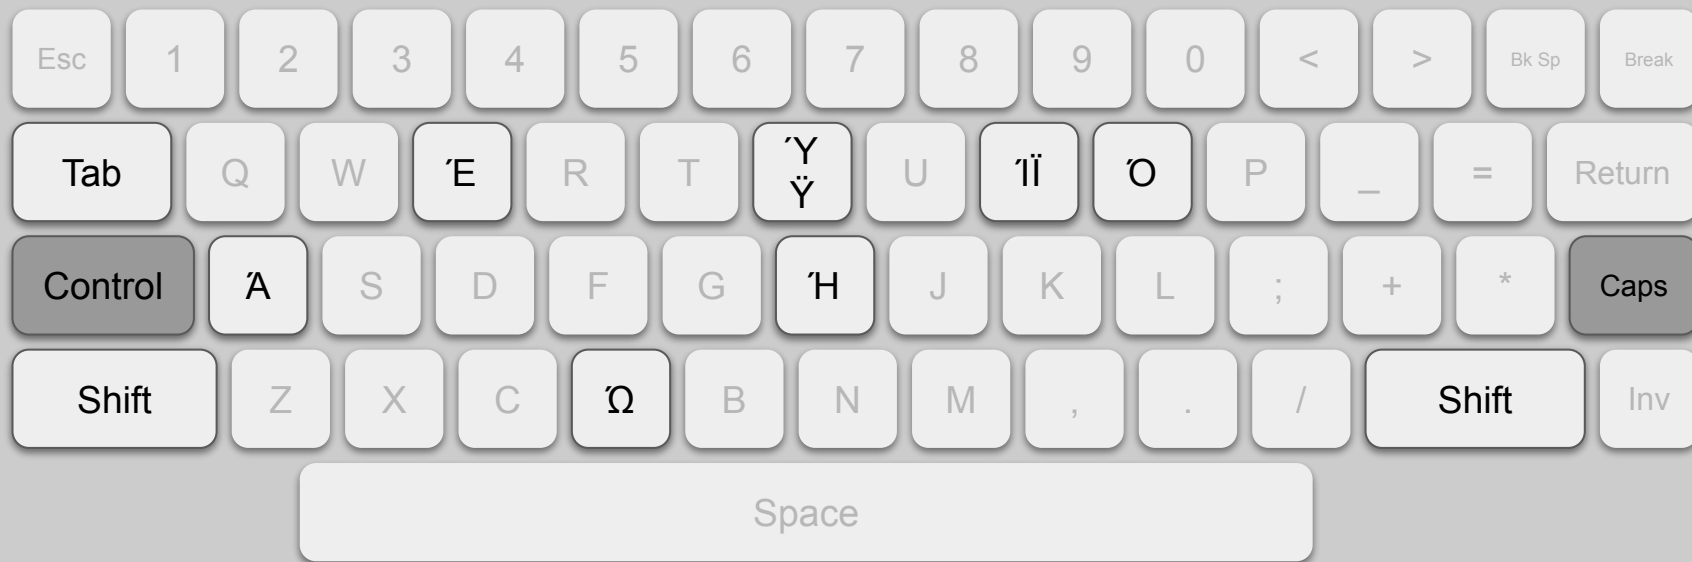 Esc 1 2 3 4 5 6 7 8 9 0 < > Bk Sp Break
Tab Q W Έ R T Ύ Ϋ U ΊΪ Ό P _ = Return
Control Ά S D F G Ή J K L ; + * Caps
Shift Z X C Ώ B N M , . / Shift Inv
Space